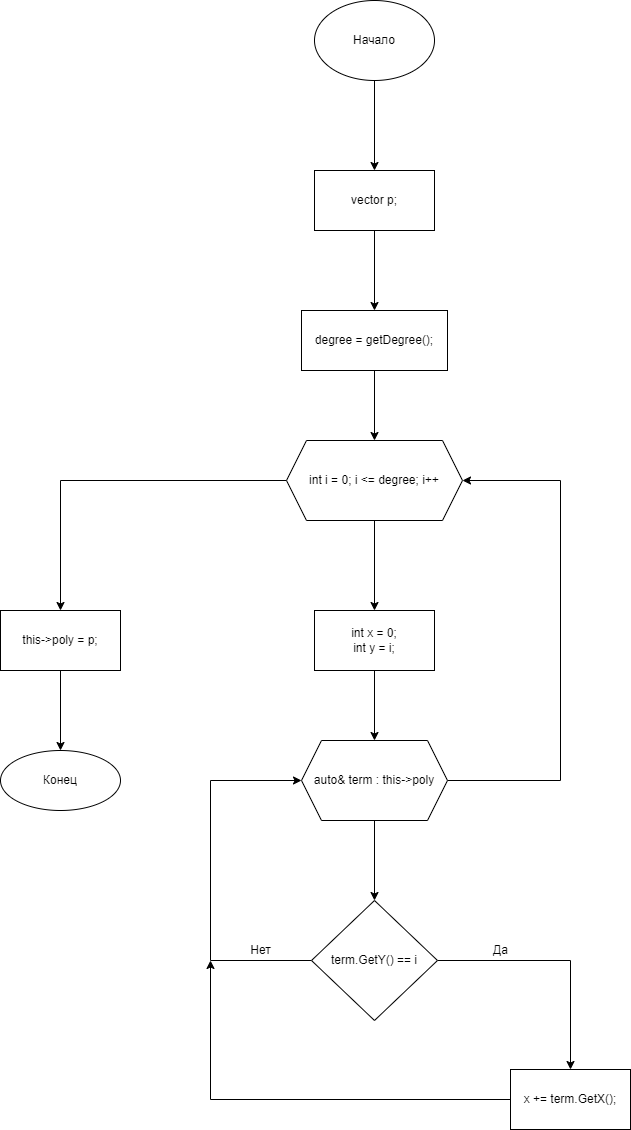 Начало
vector p;
degree = getDegree();
int i = 0; i <= degree; i++
this->poly = p;
int x = 0;
int y = i;
Конец
auto& term : this->poly
Нет
term.GetY() == i
Да
x += term.GetX();